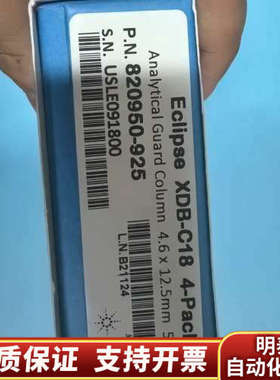 Eclipse XDB-C18 4-Pack
Analytical Guard Column 4.6 x 12.5mm 5
P.N. 820950-925
S.N. USLE091800
L.N. B21124
质保证 支持开票
自动化